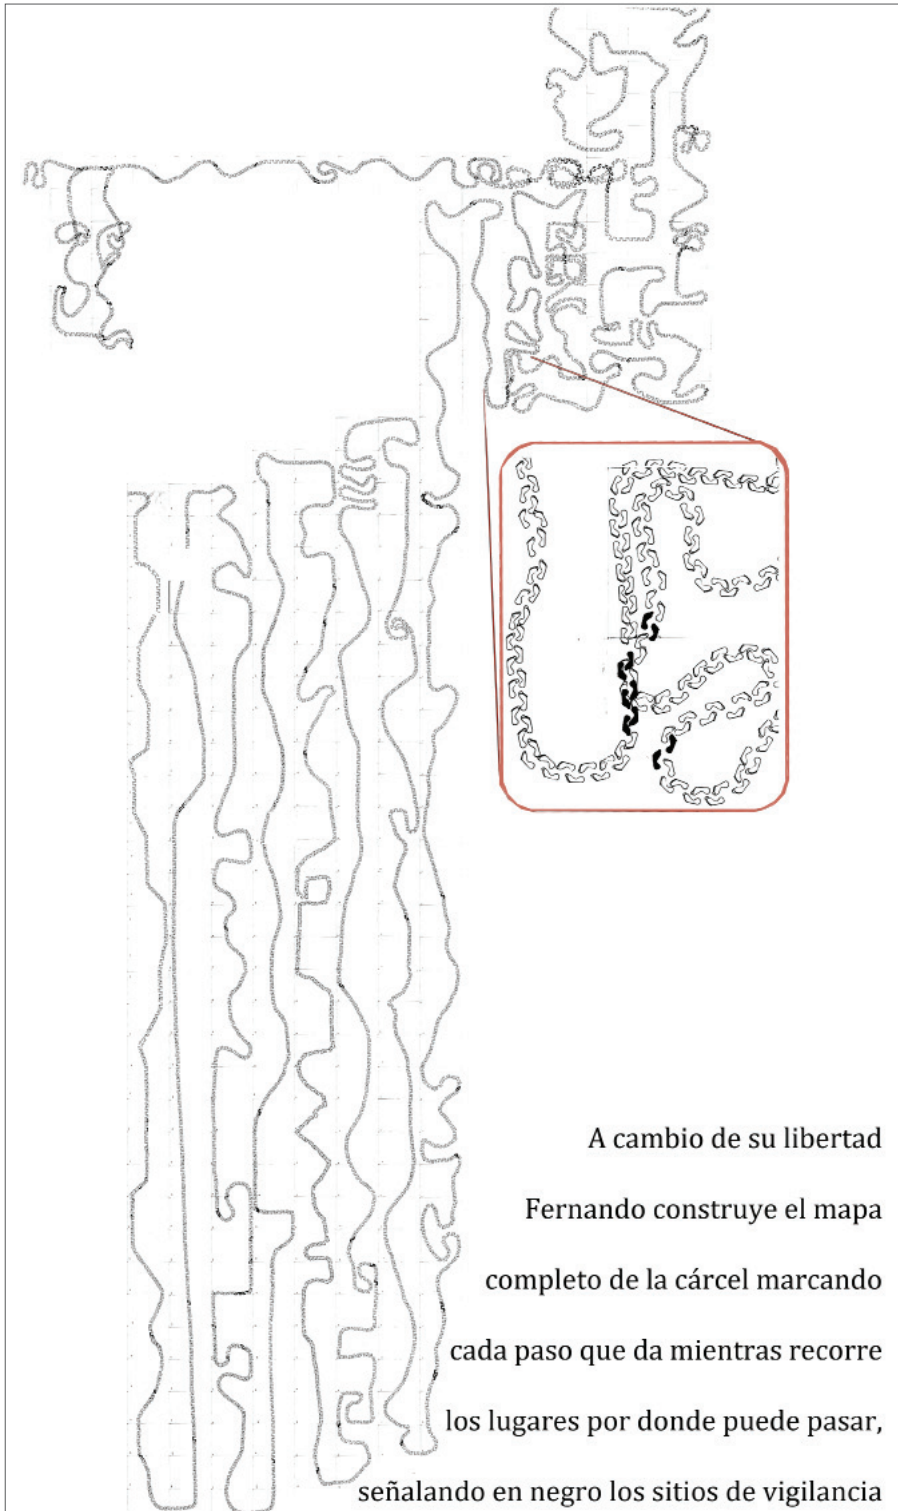 A cambio de su libertad
Fernando construye el mapa
completo de la cárcel marcando
cada paso que da mientras recorre
los lugares por donde puede pasar,
señalando en negro los sitios de vigilancia